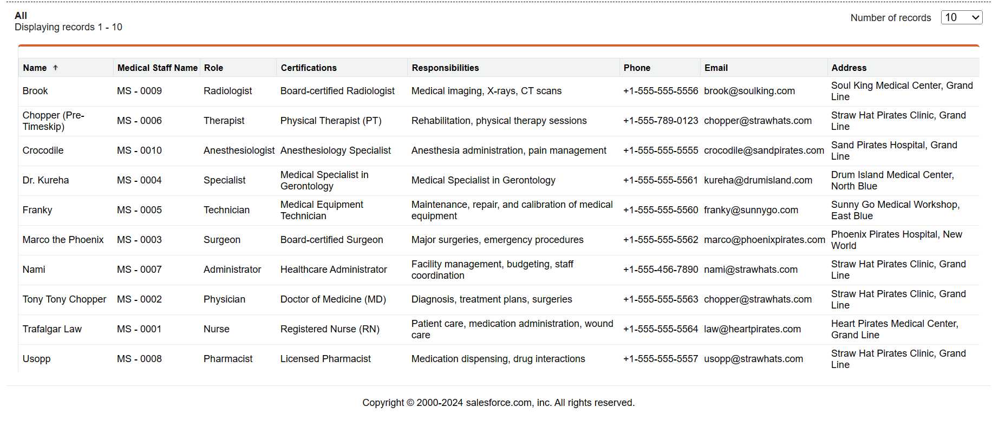 All
Displaying records 1 - 10
Number of records 10
Name Medical Staff Name Role Certifications Responsibilities Phone Email Address
Brook MS - 0009 Radiologist Board-certified Radiologist Medical imaging, X-rays, CT scans +1-555-555-5556 brook@soulking.com Soul King Medical Center, Grand
Line
Chopper (Pre-
Timeskip) MS - 0006 Therapist Physical Therapist (PT) Rehabilitation, physical therapy sessions +1-555-789-0123 chopper@strawhats.com Straw Hat Pirates Clinic, Grand
Line
Crocodile MS - 0010 Anesthesiologist Anesthesiology Specialist Anesthesia administration, pain management +1-555-555-5555 crocodile@sandpirates.com Sand Pirates Hospital, Grand
Line
Dr. Kureha MS - 0004 Specialist Medical Specialist in
Gerontology Medical Specialist in Gerontology +1-555-555-5561 kureha@drumisland.com Drum Island Medical Center,
North Blue
Franky MS - 0005 Technician Medical Equipment
Technician Maintenance, repair, and calibration of medical
equipment +1-555-555-5560 franky@sunnygo.com Sunny Go Medical Workshop,
East Blue
Marco the Phoenix MS - 0003 Surgeon Board-certified Surgeon Major surgeries, emergency procedures +1-555-555-5562 marco@phoenixpirates.com Phoenix Pirates Hospital, New
World
Nami MS - 0007 Administrator Healthcare Administrator Facility management, budgeting, staff
coordination +1-555-456-7890 nami@strawhats.com Straw Hat Pirates Clinic, Grand
Line
Tony Tony Chopper MS - 0002 Physician Doctor of Medicine (MD) Diagnosis, treatment plans, surgeries +1-555-555-5563 chopper@strawhats.com Straw Hat Pirates Clinic, Grand
Line
Trafalgar Law MS - 0001 Nurse Registered Nurse (RN) Patient care, medication administration, wound
care +1-555-555-5564 law@heartpirates.com Heart Pirates Medical Center,
Grand Line
Usopp MS - 0008 Pharmacist Licensed Pharmacist Medication dispensing, drug interactions +1-555-555-5557 usopp@strawhats.com Straw Hat Pirates Clinic, Grand
Line
Copyright © 2000-2024 salesforce.com, inc. All rights reserved.